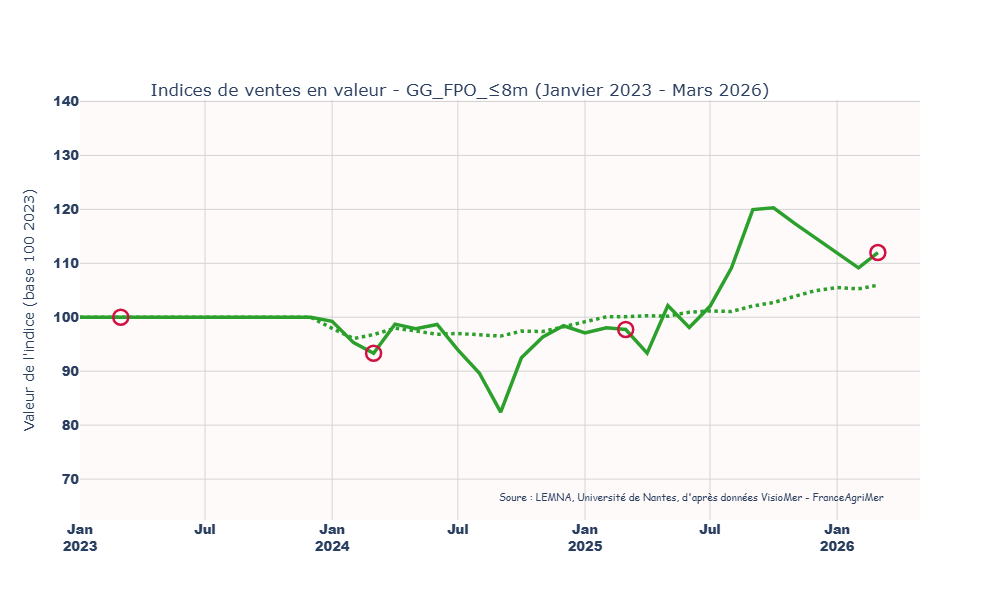 Indices de ventes en valeur - GG_FPO_≤8m (Janvier 2023 - Mars 2026)
Valeur de l'indice (base 100 2023)
140
130
120
110
100
90
80
70
Soure : LEMNA, Université de Nantes, d'après données VisioMer - FranceAgriMer
Jan Jul Jan Jul Jan Jul Jan
2023 2024 2025 2026